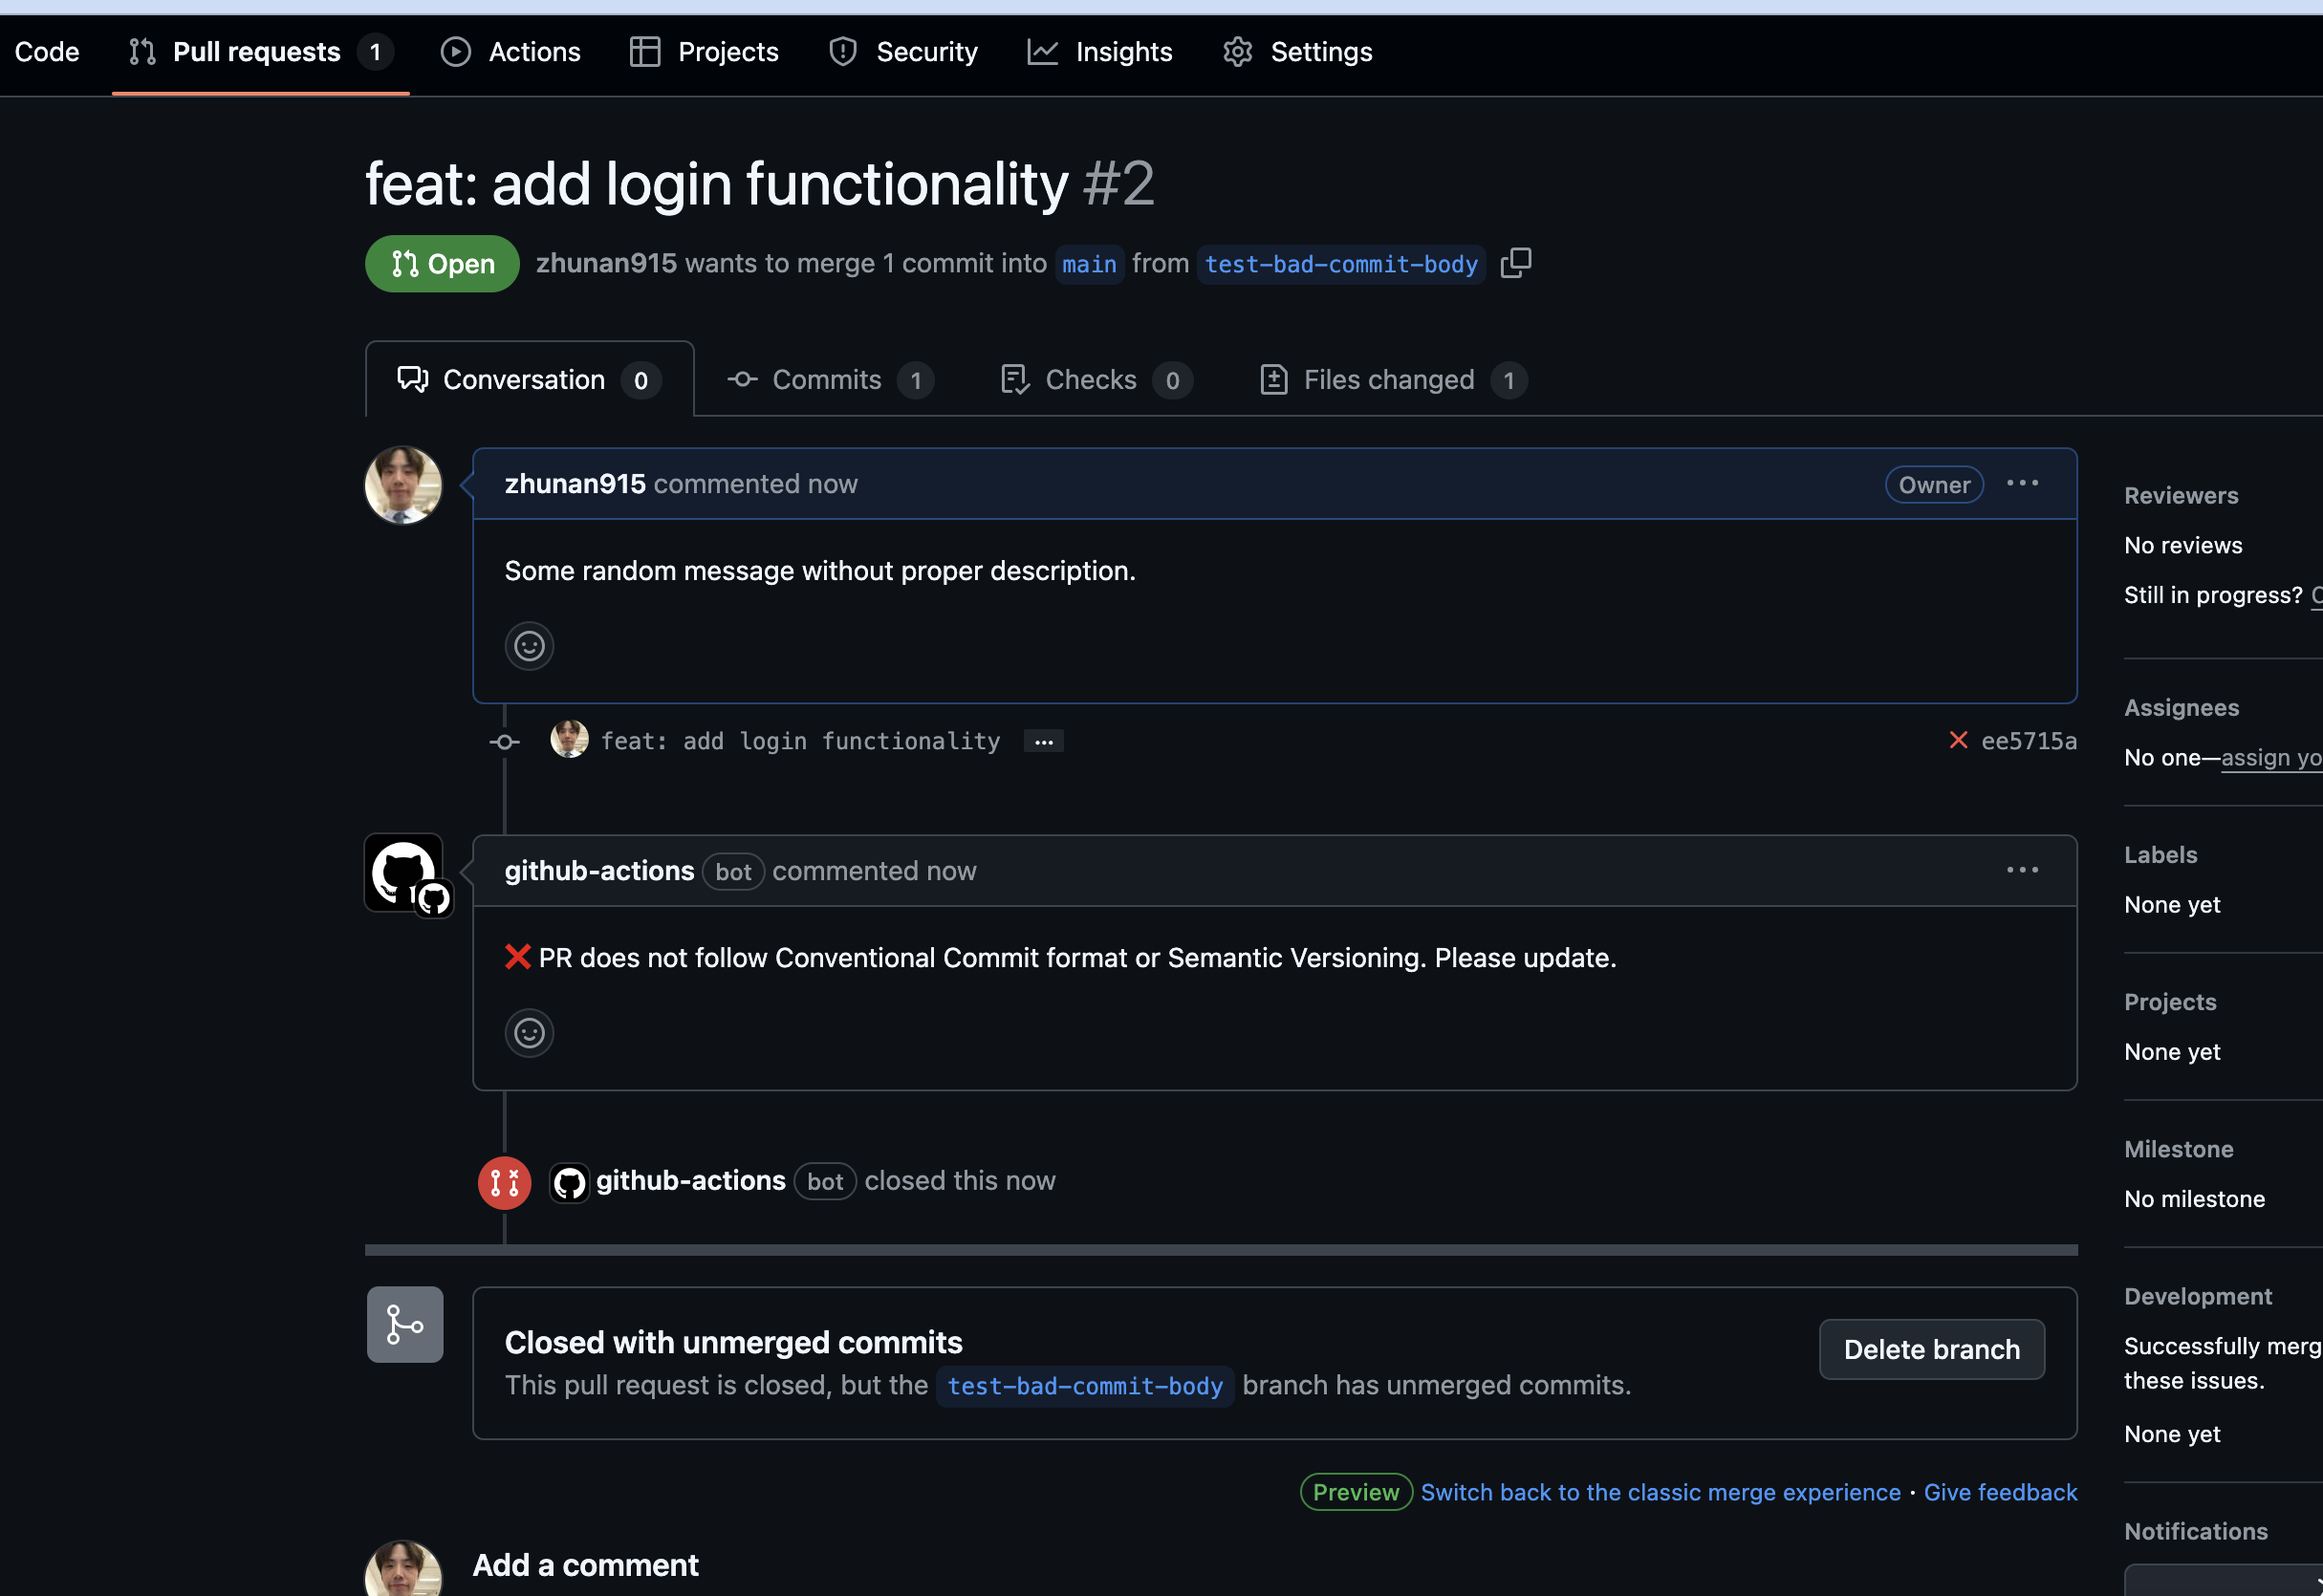 Code Pull requests 1 Actions Projects Security Insights Settings
feat: add login functionality #2
Open zhunan915 wants to merge 1 commit into main from test-bad-commit-body
Conversation 0 Commits 1 Checks 0 Files changed 1
zhunan915 commented now Owner
Some random message without proper description.
feat: add login functionality ... ee5715a
github-actions bot commented now
❌ PR does not follow Conventional Commit format or Semantic Versioning. Please update.
github-actions bot closed this now
Closed with unmerged commits
This pull request is closed, but the test-bad-commit-body branch has unmerged commits.
Delete branch
Preview Switch back to the classic merge experience · Give feedback
Add a comment
Reviewers
No reviews
Still in progress?
Assignees
No one—assign yo
Labels
None yet
Projects
None yet
Milestone
No milestone
Development
Successfully merg
these issues.
None yet
Notifications